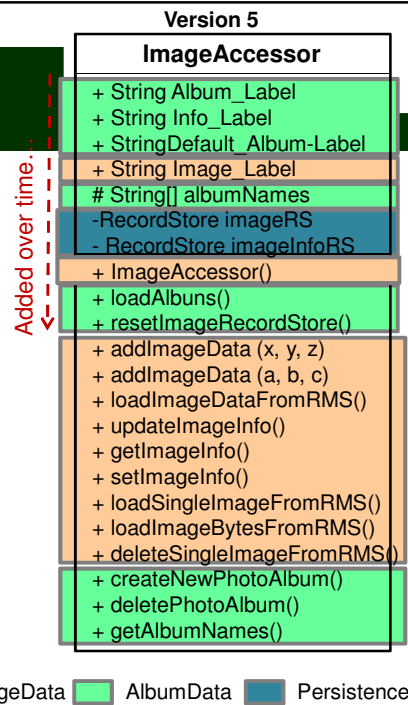 Version 5
ImageAccessor
+ String Album_Label
+ String Info_Label
+ StringDefault_Album-Label
+ String Image_Label
# String[] albumNames
-RecordStore imageRS
- RecordStore imageInfoRS
+ ImageAccessor()
+ loadAlbuns()
+ resetImageRecordStore()
+ addImageData (x, y, z)
+ addImageData (a, b, c)
+ loadImageDataFromRMS()
+ updateImageInfo()
+ getImageInfo()
+ setImageInfo()
+ loadSingleImageFromRMS()
+ loadImageBytesFromRMS()
+ deleteSingleImageFromRMS()
+ createNewPhotoAlbum()
+ deletePhotoAlbum()
+ getAlbumNames()
Added over time...
geData AlbumData Persistence